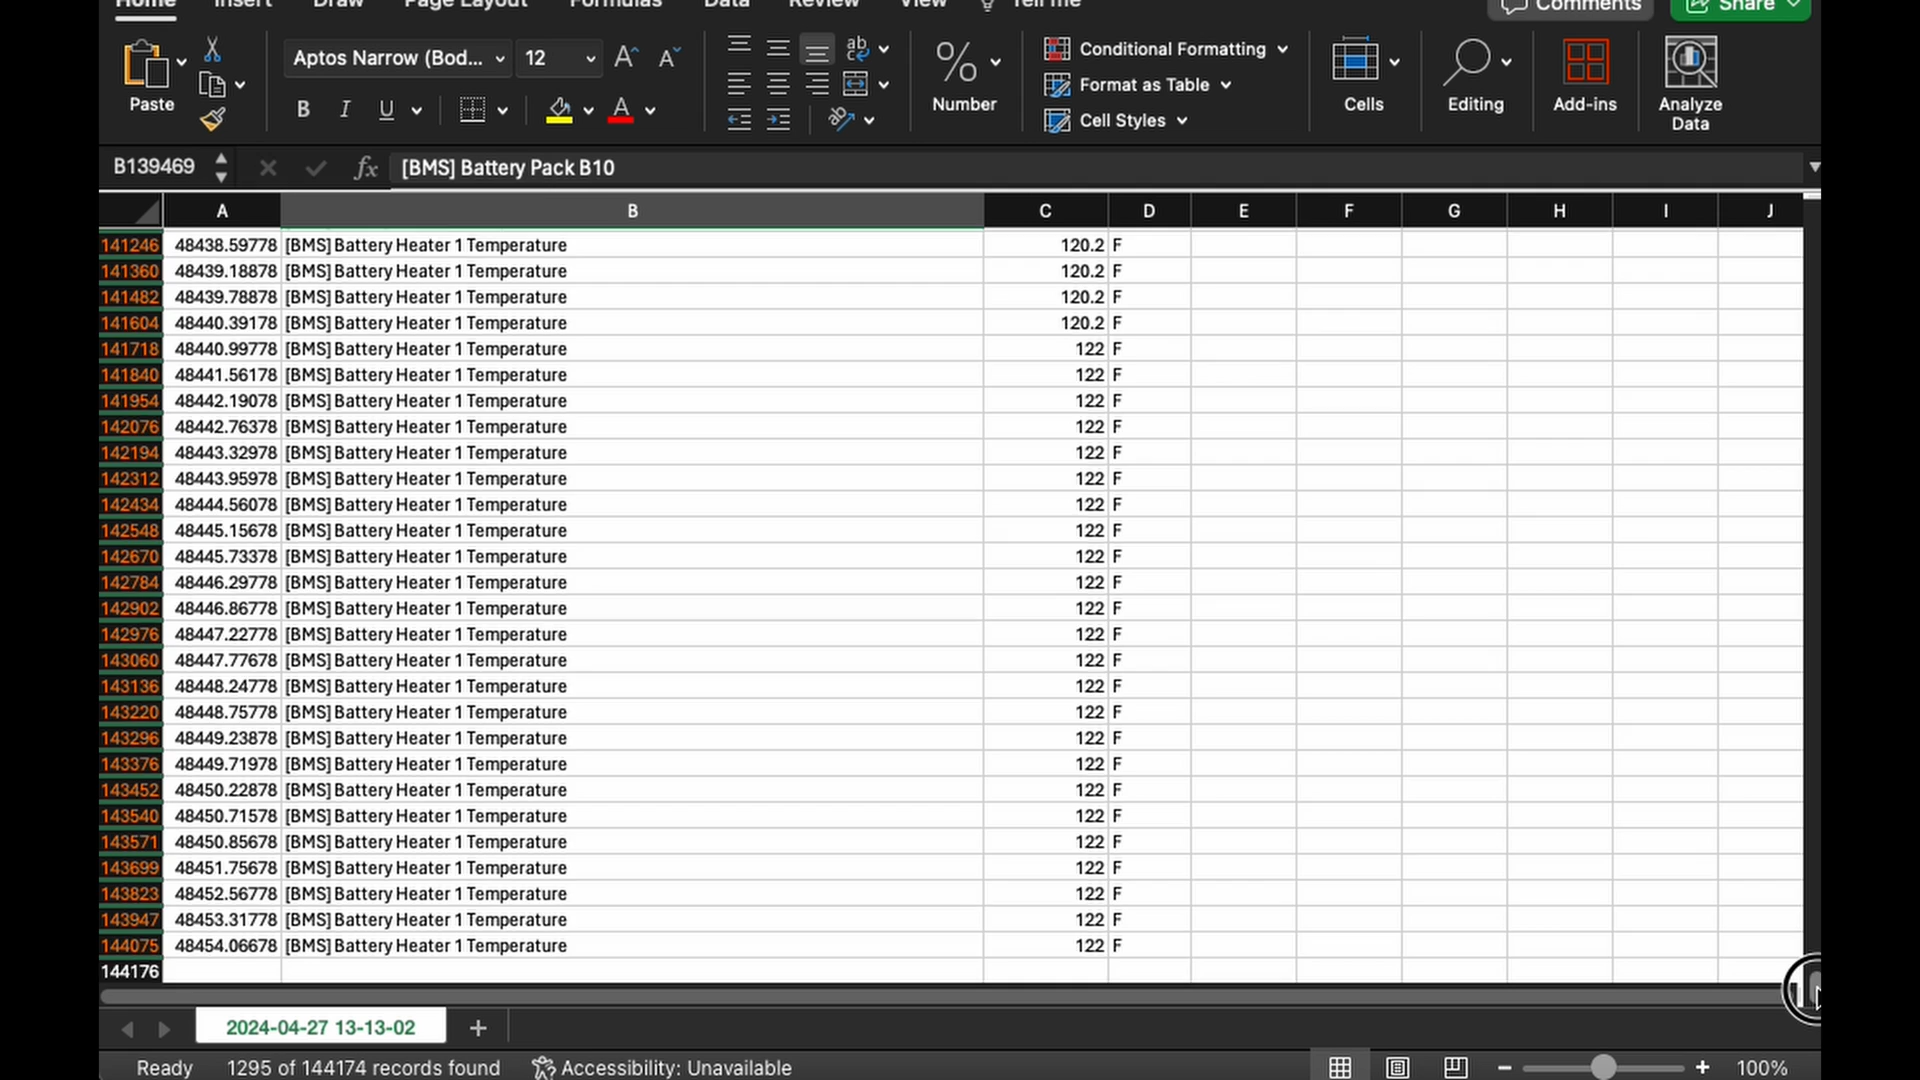 Home Insert Draw Page Layout Formulas Data Review View Tell me Comments Share
Paste
Aptos Narrow (Bod... 12
B I U
Number
Conditional Formatting
Format as Table
Cell Styles
Cells
Editing
Add-ins
Analyze Data
B139469 fx [BMS] Battery Pack B10
A B C D E F G H I J
141246 48438.59778 [BMS] Battery Heater 1 Temperature 120.2 F
141360 48439.18878 [BMS] Battery Heater 1 Temperature 120.2 F
141482 48439.78878 [BMS] Battery Heater 1 Temperature 120.2 F
141604 48440.39178 [BMS] Battery Heater 1 Temperature 120.2 F
141718 48440.99778 [BMS] Battery Heater 1 Temperature 122 F
141840 48441.56178 [BMS] Battery Heater 1 Temperature 122 F
141954 48442.19078 [BMS] Battery Heater 1 Temperature 122 F
142076 48442.76378 [BMS] Battery Heater 1 Temperature 122 F
142194 48443.32978 [BMS] Battery Heater 1 Temperature 122 F
142312 48443.95978 [BMS] Battery Heater 1 Temperature 122 F
142434 48444.56078 [BMS] Battery Heater 1 Temperature 122 F
142548 48445.15678 [BMS] Battery Heater 1 Temperature 122 F
142670 48445.73378 [BMS] Battery Heater 1 Temperature 122 F
142784 48446.29778 [BMS] Battery Heater 1 Temperature 122 F
142902 48446.86778 [BMS] Battery Heater 1 Temperature 122 F
142976 48447.22778 [BMS] Battery Heater 1 Temperature 122 F
143060 48447.77678 [BMS] Battery Heater 1 Temperature 122 F
143136 48448.24778 [BMS] Battery Heater 1 Temperature 122 F
143220 48448.75778 [BMS] Battery Heater 1 Temperature 122 F
143296 48449.23878 [BMS] Battery Heater 1 Temperature 122 F
143376 48449.71978 [BMS] Battery Heater 1 Temperature 122 F
143452 48450.22878 [BMS] Battery Heater 1 Temperature 122 F
143540 48450.71578 [BMS] Battery Heater 1 Temperature 122 F
143571 48450.85678 [BMS] Battery Heater 1 Temperature 122 F
143699 48451.75678 [BMS] Battery Heater 1 Temperature 122 F
143823 48452.56778 [BMS] Battery Heater 1 Temperature 122 F
143947 48453.31778 [BMS] Battery Heater 1 Temperature 122 F
144075 48454.06678 [BMS] Battery Heater 1 Temperature 122 F
144176
2024-04-27 13-13-02
Ready 1295 of 144174 records found Accessibility: Unavailable 100%